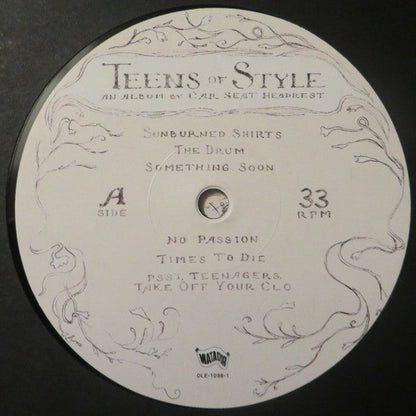 TEENS OF STYLE
AN ALBUM BY CAR SEAT HEADREST
SUNBURNED SHIRTS
THE DRUM
SOMETHING SOON
A
SIDE
33
RPM
NO PASSION
TIMES TO DIE
PSST, TEENAGERS,
TAKE OFF YOUR CLO
MATADOR
OLE-1086-1